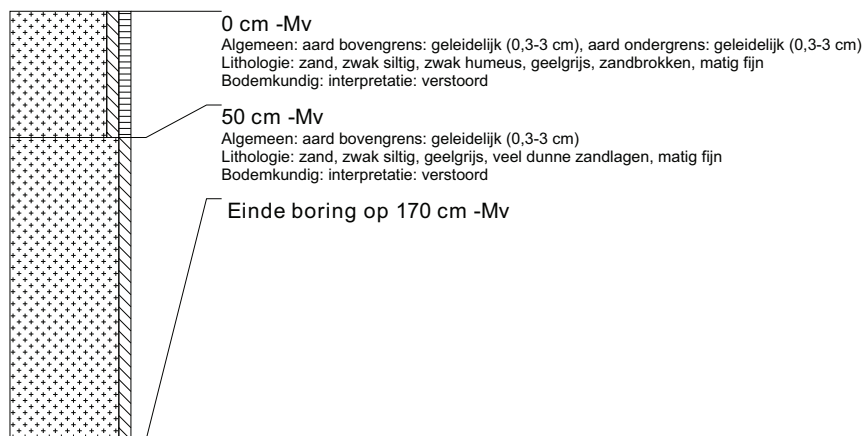 0 cm -Mv
Algemeen: aard bovengrens: geleidelijk (0,3-3 cm), aard ondergrens: geleidelijk (0,3-3 cm)
Lithologie: zand, zwak siltig, zwak humeus, geelgrijs, zandbrokken, matig fijn
Bodemkundig: interpretatie: verstoord
50 cm -Mv
Algemeen: aard bovengrens: geleidelijk (0,3-3 cm)
Lithologie: zand, zwak siltig, geelgrijs, veel dunne zandlagen, matig fijn
Bodemkundig: interpretatie: verstoord
Einde boring op 170 cm -Mv